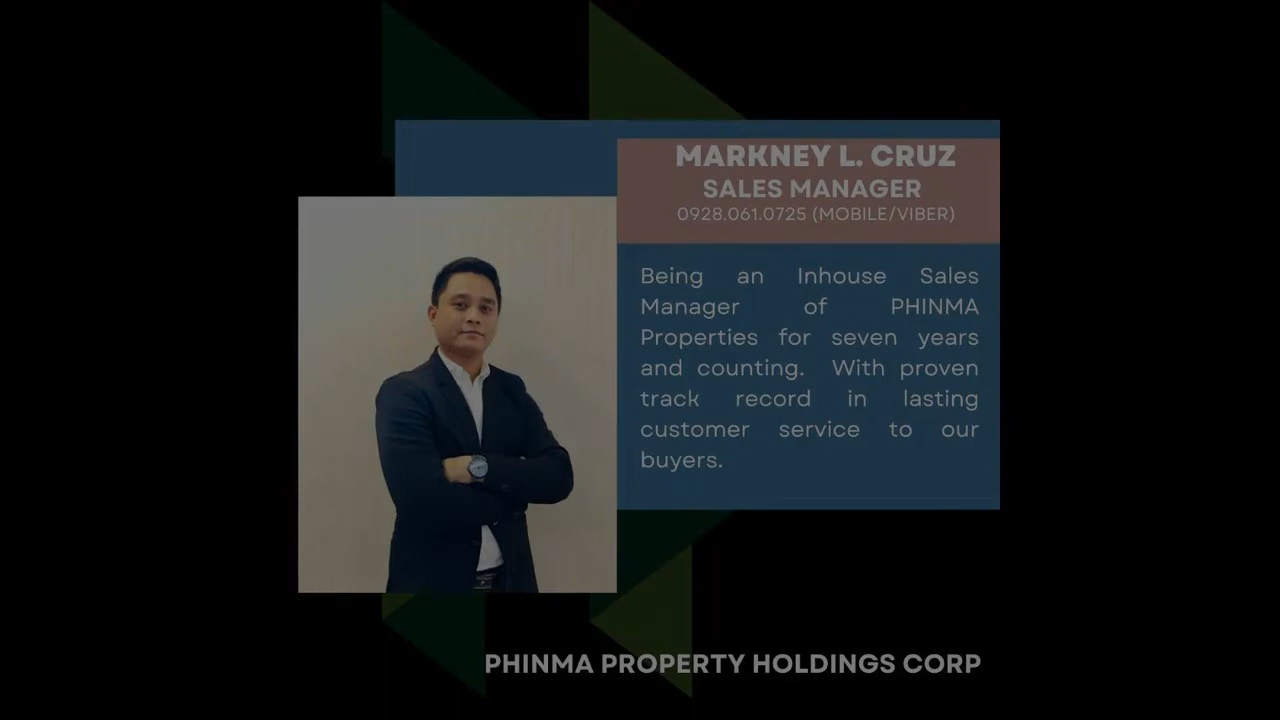 MARKNEY L. CRUZ
SALES MANAGER
0928.061.0725 (MOBILE/VIBER)
Being an Inhouse Sales
Manager of PHINMA
Properties for seven years
and counting. With proven
track record in lasting
customer service to our
buyers.
PHINMA PROPERTY HOLDINGS CORP